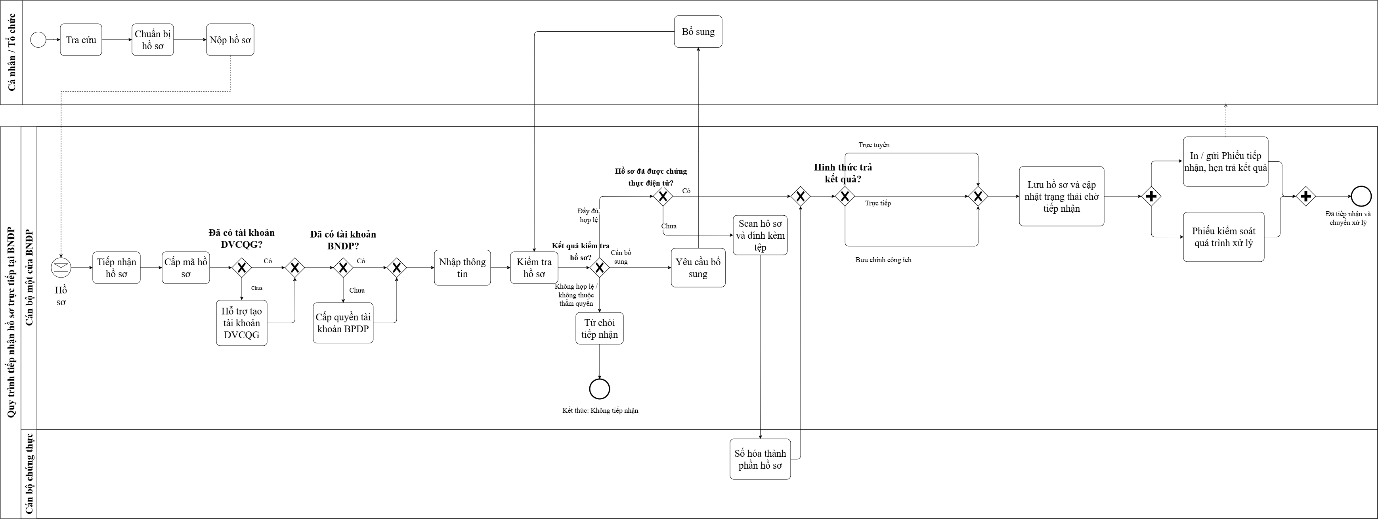 Cá nhân / Tổ chức
Tra cứu
Chuẩn bị
hồ sơ
Nộp hồ sơ
Bổ sung
Quy trình tiếp nhận hồ sơ trực tiếp tại BNDP
Cán bộ một cửa BNDP
Hồ
sơ
Tiếp nhận
hồ sơ
Cấp mã hồ
sơ
Đã có tài khoản
DVCQG?
Có
Chưa
Hỗ trợ tạo
tài khoản
DVCQG
Đã có tài khoản
BNDP?
Có
Chưa
Cấp quyền tài
khoản BPDP
Nhập thông
tin
Kiểm tra
hồ sơ
Kết quả kiểm tra
hồ sơ?
Đầy đủ,
hợp lệ
Cần bổ
sung
Không hợp lệ /
không thuộc
thẩm quyền
Từ chối
tiếp nhận
Kết thúc: Không tiếp nhận
Hồ sơ đã được chứng
thực điện tử?
Có
Chưa
Yêu cầu bổ
sung
Scan hồ sơ
và đính kèm
tệp
Hình thức trả
kết quả?
Trực tuyến
Trực tiếp
Bưu chính công ích
Lưu hồ sơ và cập
nhật trạng thái chờ
tiếp nhận
In / gửi Phiếu tiếp
nhận, hẹn trả kết quả
Phiếu kiểm soát
quá trình xử lý
Đã tiếp nhận và
chuyển xử lý
Cán bộ chứng thực
Số hóa thành
phần hồ sơ